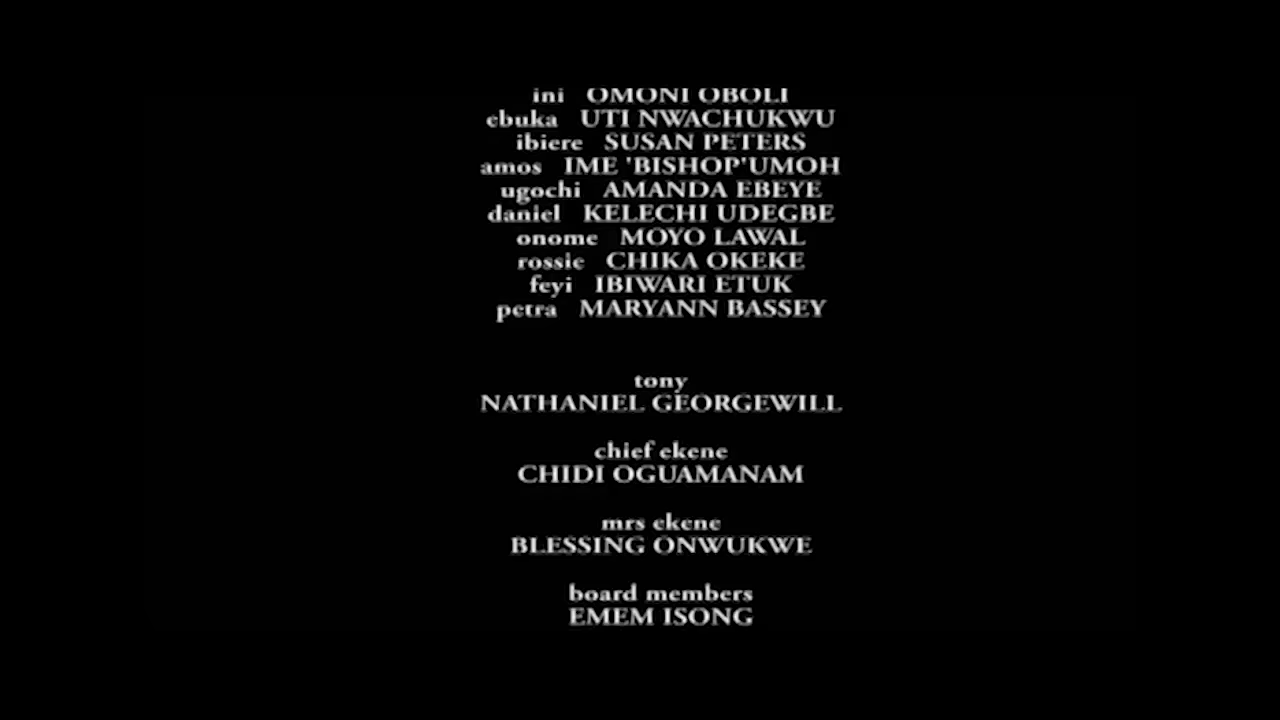 ini OMONI OBOLI
ebuka UTI NWACHUKWU
ibiere SUSAN PETERS
amos IME 'BISHOP'UMOH
ugochi AMANDA EBEYE
daniel KELECHI UDEGBE
onome MOYO LAWAL
rossie CHIKA OKEKE
feyi IBIWARI ETUK
petra MARYANN BASSEY
tony
NATHANIEL GEORGEWILL
chief ekene
CHIDI OGUAMANAM
mrs ekene
BLESSING ONWUKWE
board members
EMEM ISONG